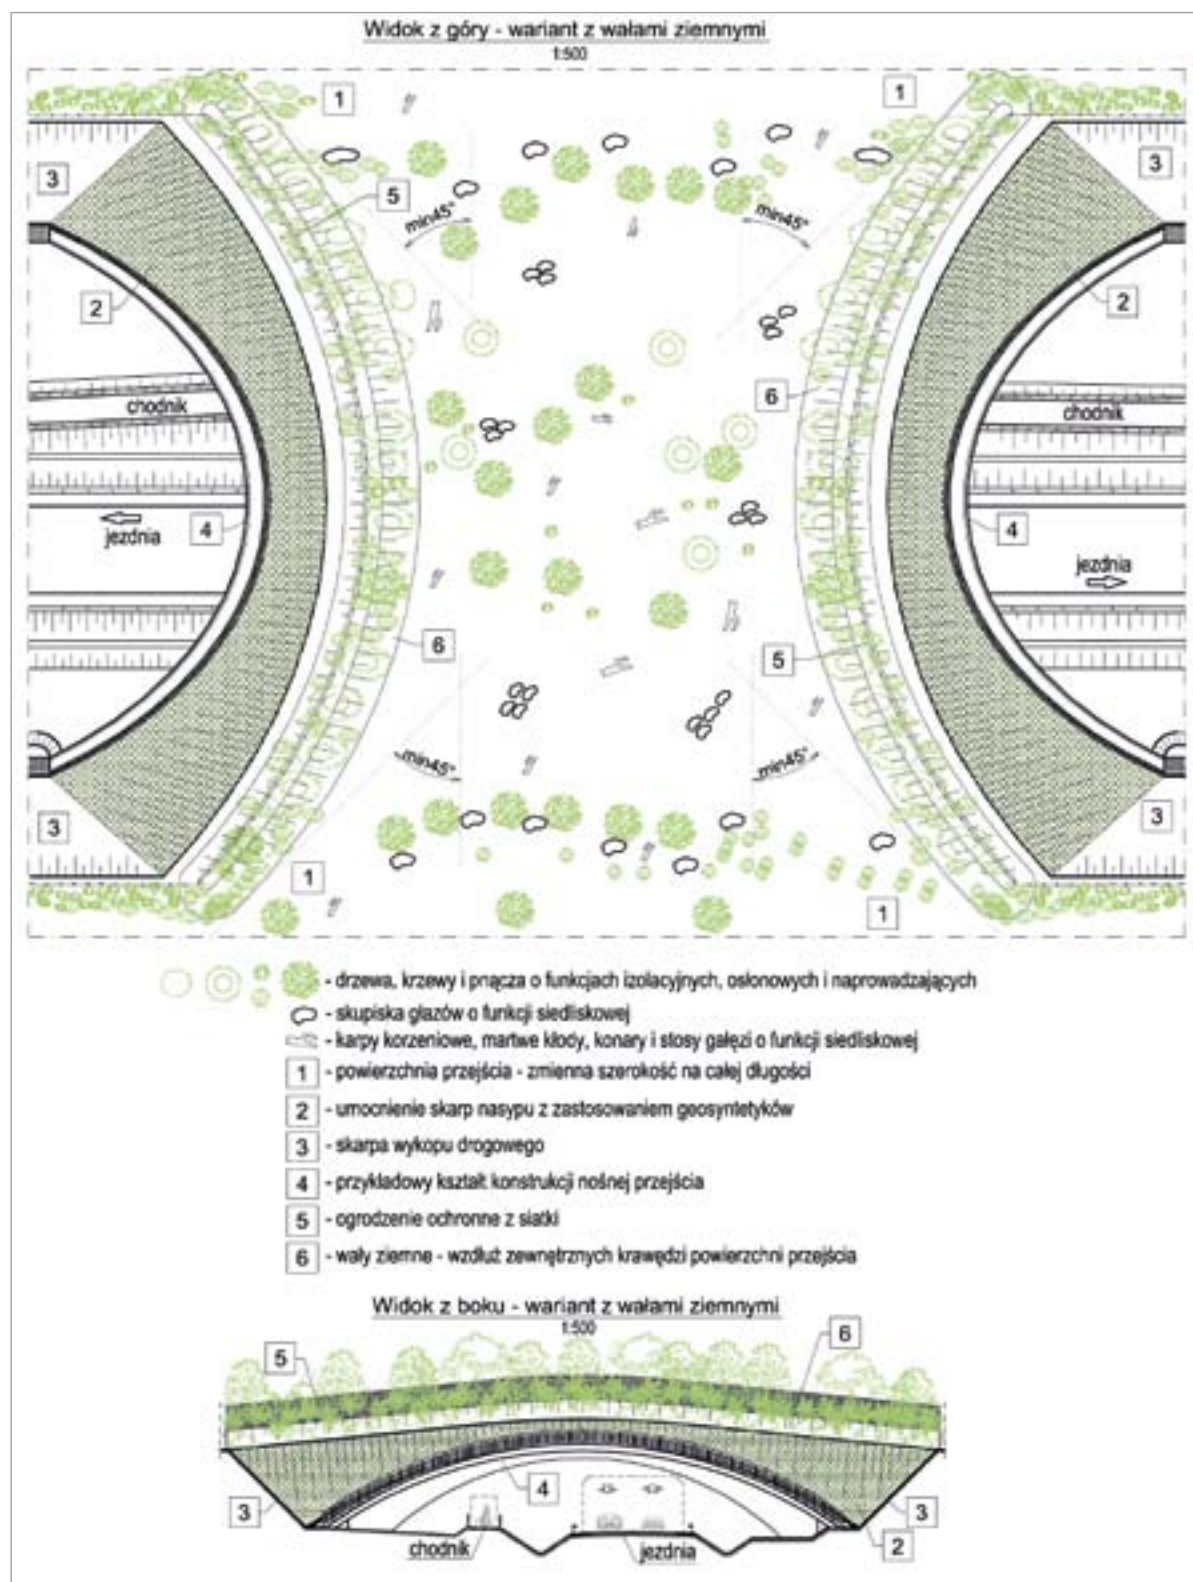 Widok z góry - wariant z wałami ziemnymi
1:500
1
1
3
3
5
min45°
min45°
2
2
6
chodnik
chodnik
4
4
jezdnia
jezdnia
6
5
min45°
min45°
3
3
1
1
- drzewa, krzewy i pnącza o funkcjach izolacyjnych, osłonowych i naprowadzających
- skupiska głazów o funkcji siedliskowej
- karpy korzeniowe, martwe kłody, konary i stosy gałęzi o funkcji siedliskowej
1 - powierzchnia przejścia - zmienna szerokość na całej długości
2 - umocnienie skarp nasypu z zastosowaniem geosyntetyków
3 - skarpa wykopu drogowego
4 - przykładowy kształt konstrukcji nośnej przejścia
5 - ogrodzenie ochronne z siatki
6 - wały ziemne - wzdłuż zewnętrznych krawędzi powierzchni przejścia
Widok z boku - wariant z wałami ziemnymi
1:500
6
5
4
3
3
2
chodnik
jezdnia